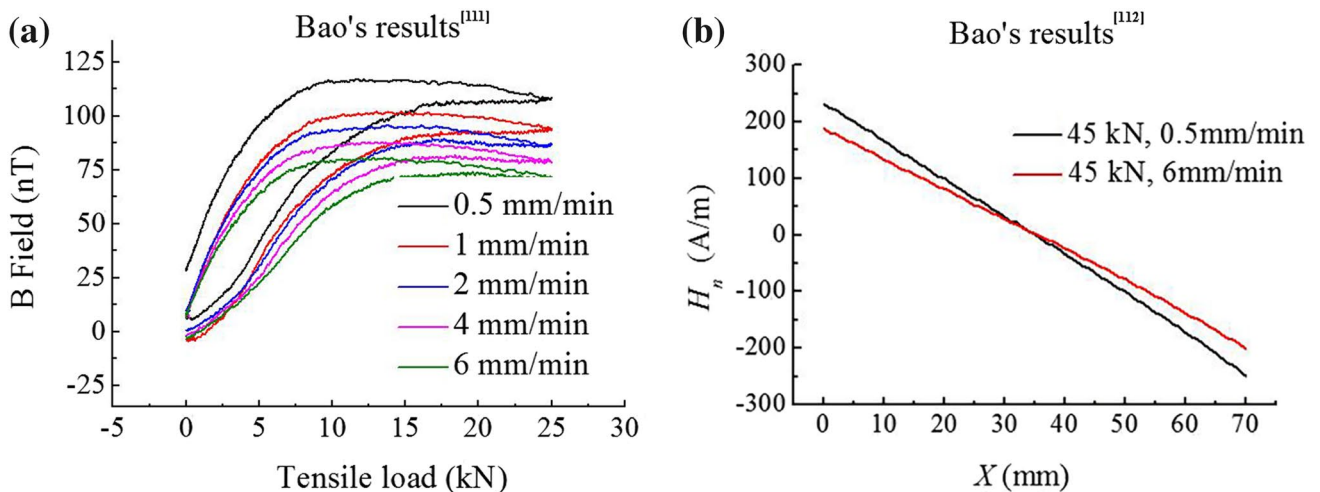 (a)
Bao's results[111]
B Field (nT)
125
100
75
50
25
0
-25
-5 0 5 10 15 20 25 30
Tensile load (kN)
0.5 mm/min
1 mm/min
2 mm/min
4 mm/min
6 mm/min
(b)
Bao's results[112]
Hn (A/m)
300
200
100
0
-100
-200
-300
0 10 20 30 40 50 60 70
X (mm)
45 kN, 0.5mm/min
45 kN, 6mm/min